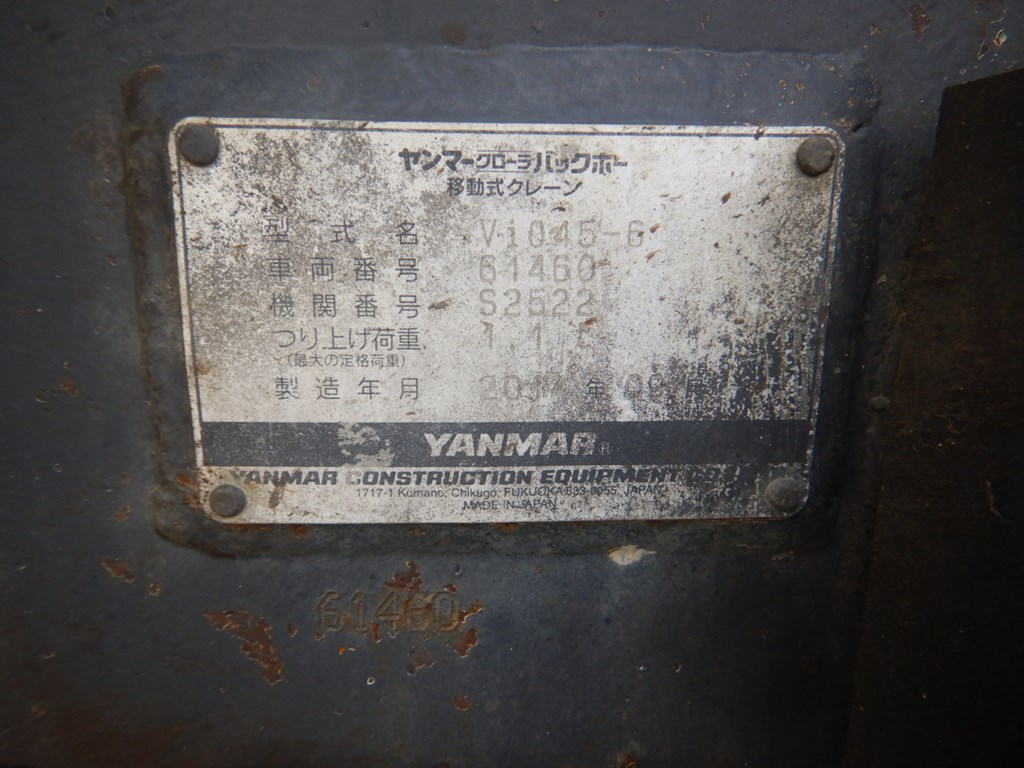 ヤンマークローラバックホー
移動式クレーン
型式名 ViO45-6
車両番号 61460
機関番号 S2522
つり上げ荷重 1.1t
(最大の定格荷重)
製造年月 年
YANMAR®
YANMAR CONSTRUCTION EQUIPMENT
1717-1 Kumano, Chikugo, FUKUOKA 833-0055, JAPAN
MADE IN JAPAN
61460